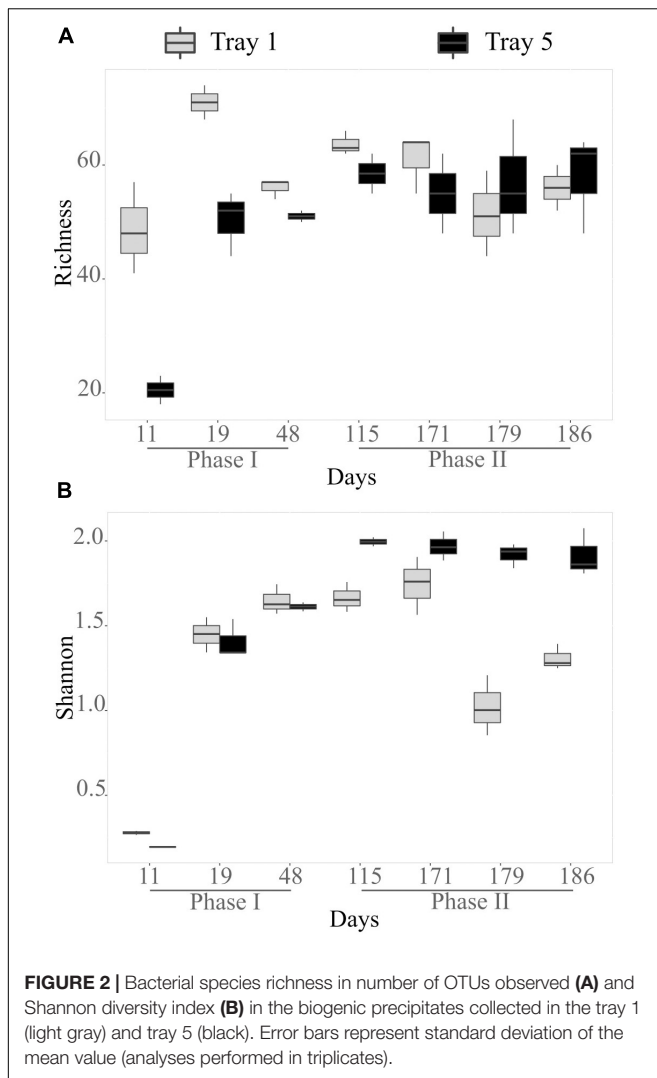 A
Tray 1 Tray 5
Richness
60
40
20
11 19 48 115 171 179 186
Phase I Phase II
Days
B
Shannon
2.0
1.5
1.0
0.5
11 19 48 115 171 179 186
Phase I Phase II
Days
FIGURE 2 | Bacterial species richness in number of OTUs observed (A) and
Shannon diversity index (B) in the biogenic precipitates collected in the tray 1
(light gray) and tray 5 (black). Error bars represent standard deviation of the
mean value (analyses performed in triplicates).